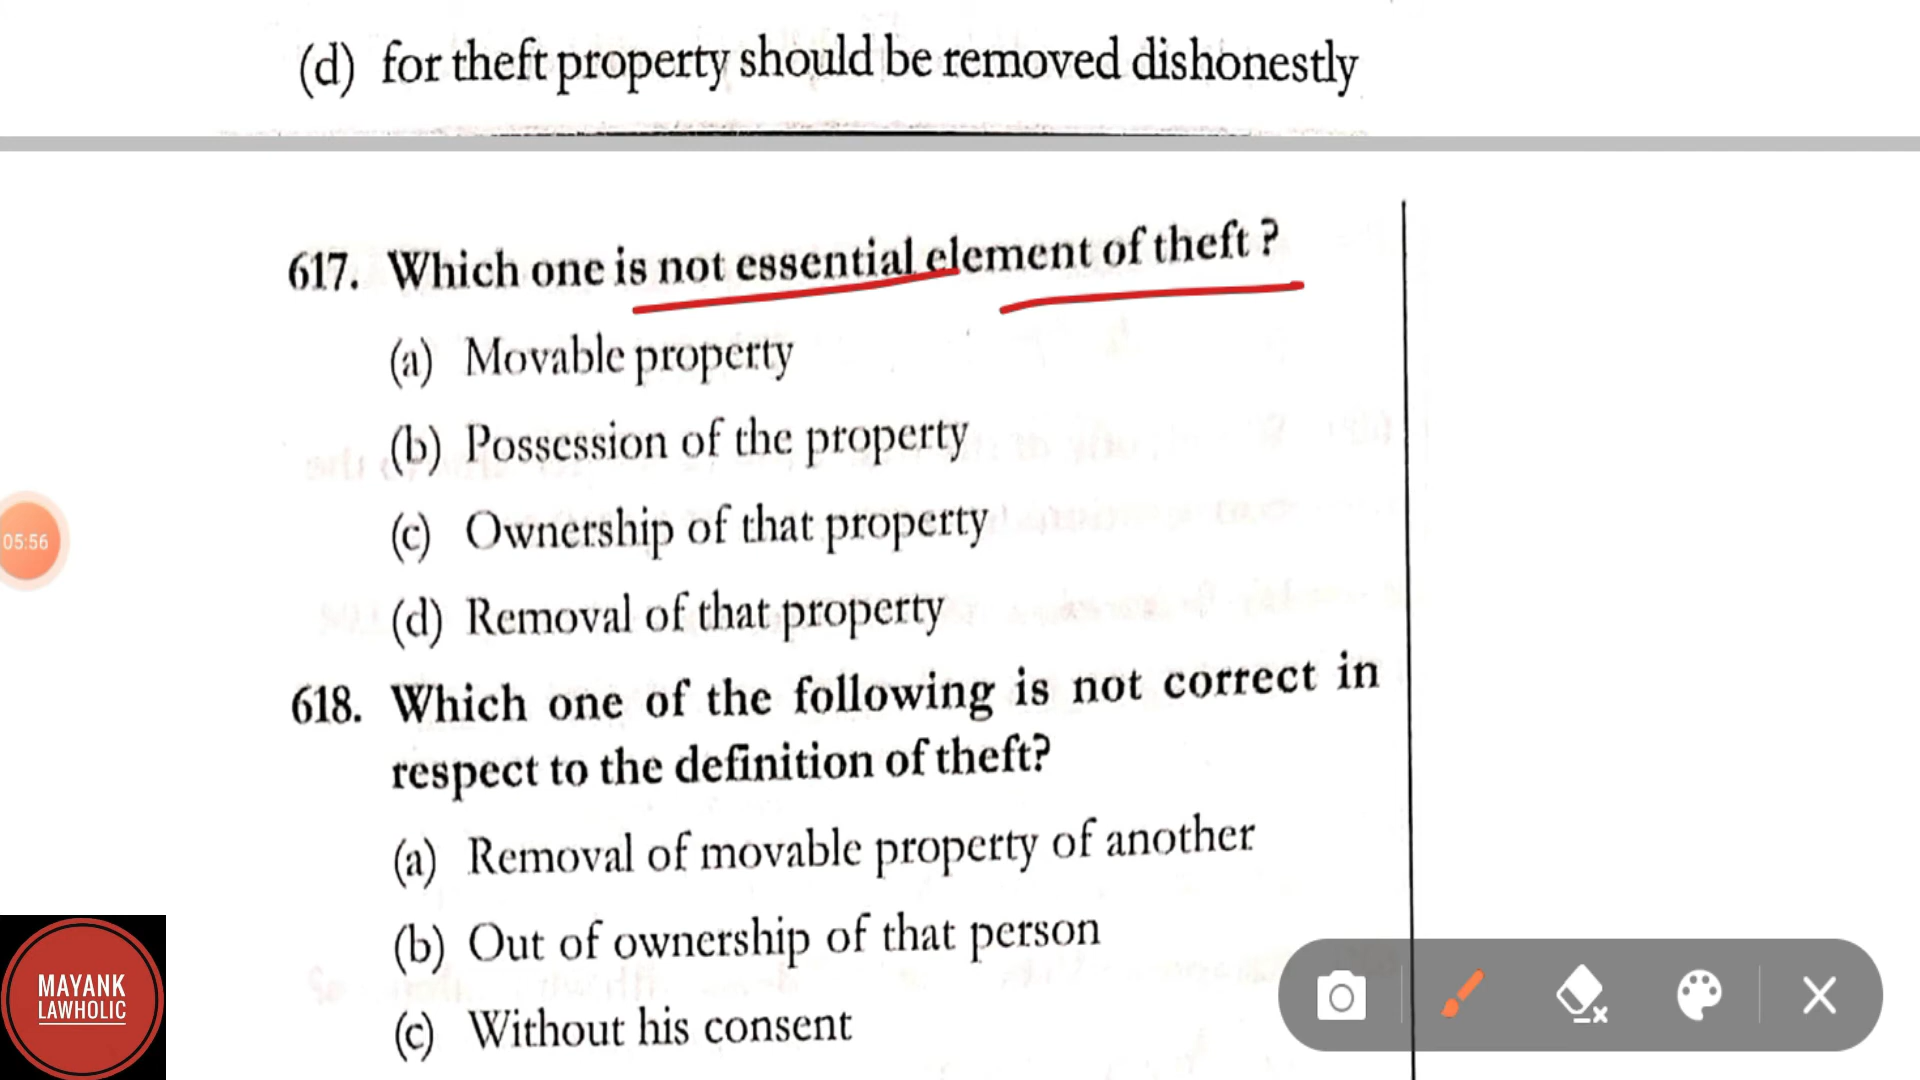 (d) for theft property should be removed dishonestly
617. Which one is not essential element of theft ?
(a) Movable property
(b) Possession of the property
(c) Ownership of that property
(d) Removal of that property
618. Which one of the following is not correct in
respect to the definition of theft?
(a) Removal of movable property of another
(b) Out of ownership of that person
(c) Without his consent
05:56
MAYANK
LAWHOLIC